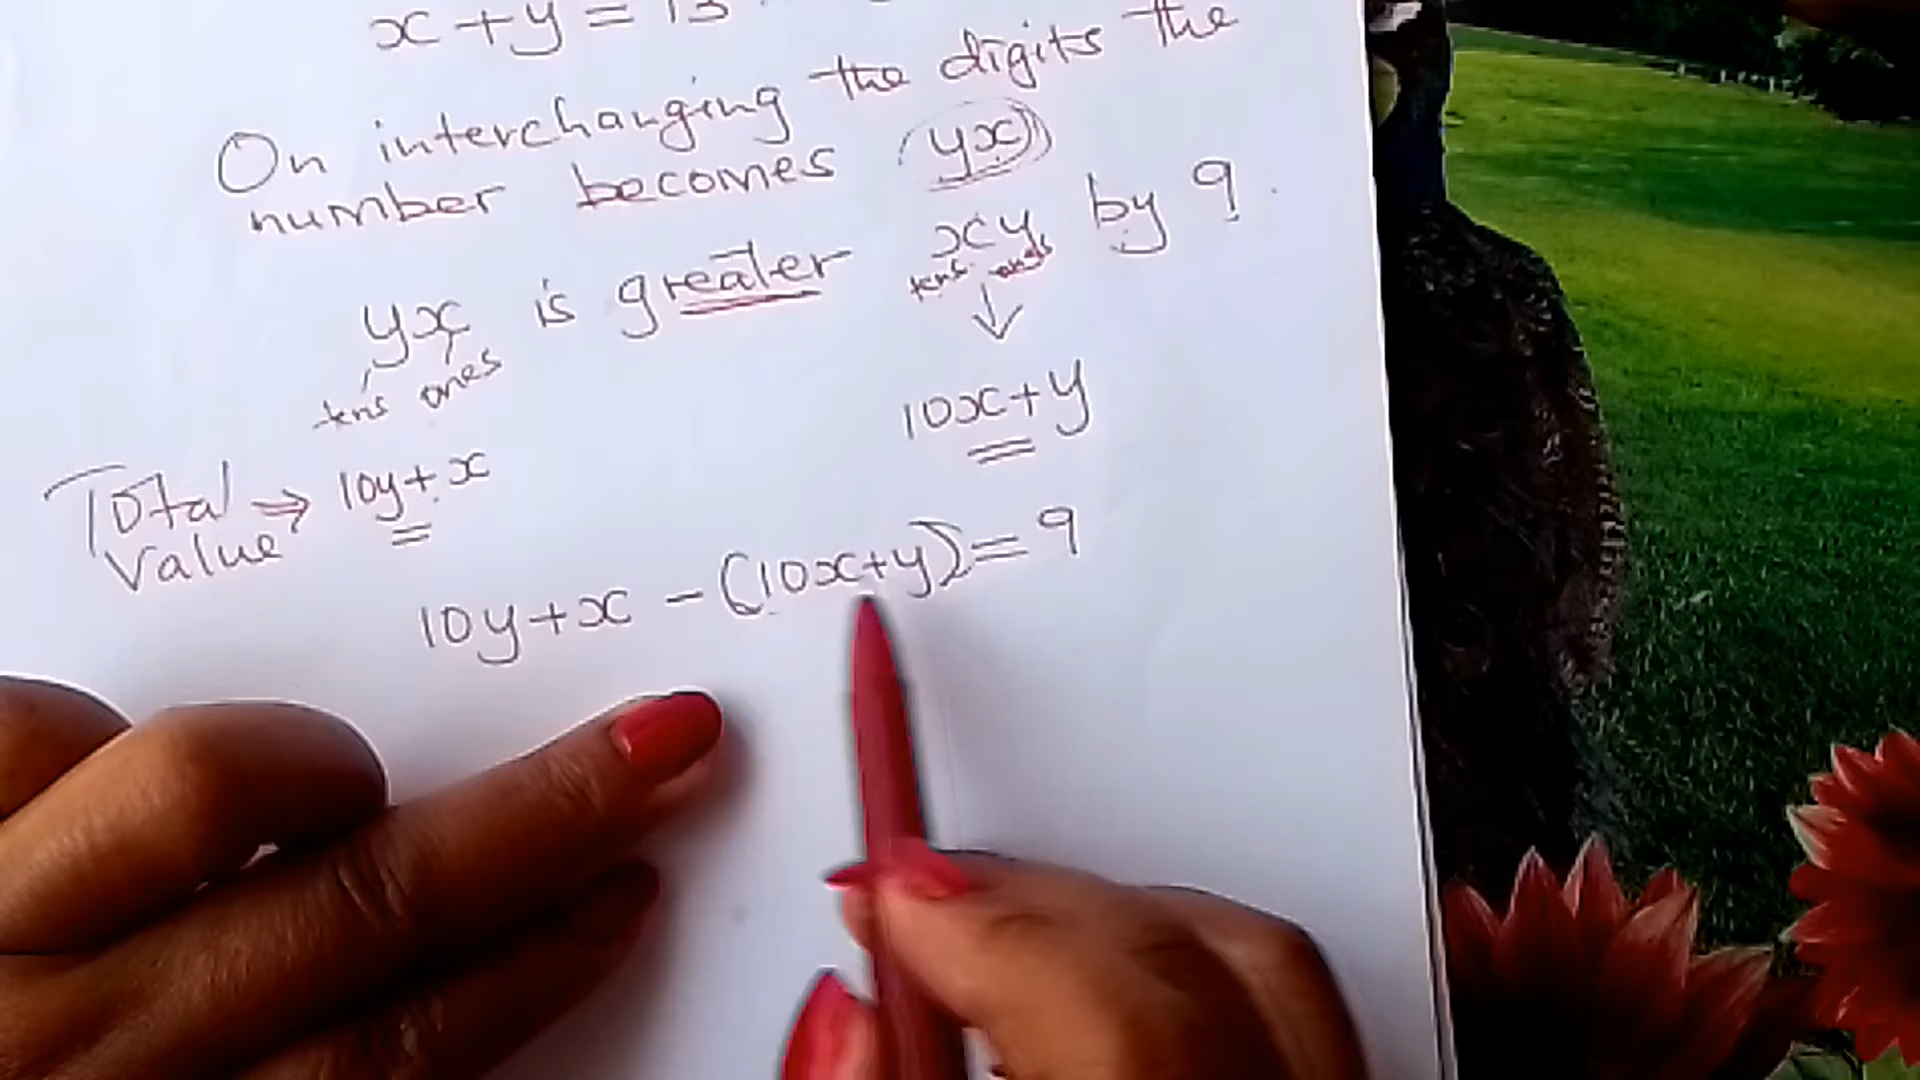 x + y = 13
On interchanging the digits the
number becomes yx
yx is greater xy by 9.
tens ones
tens ones
Total → 10y + x
Value
10x + y
10y + x - (10x + y) = 9